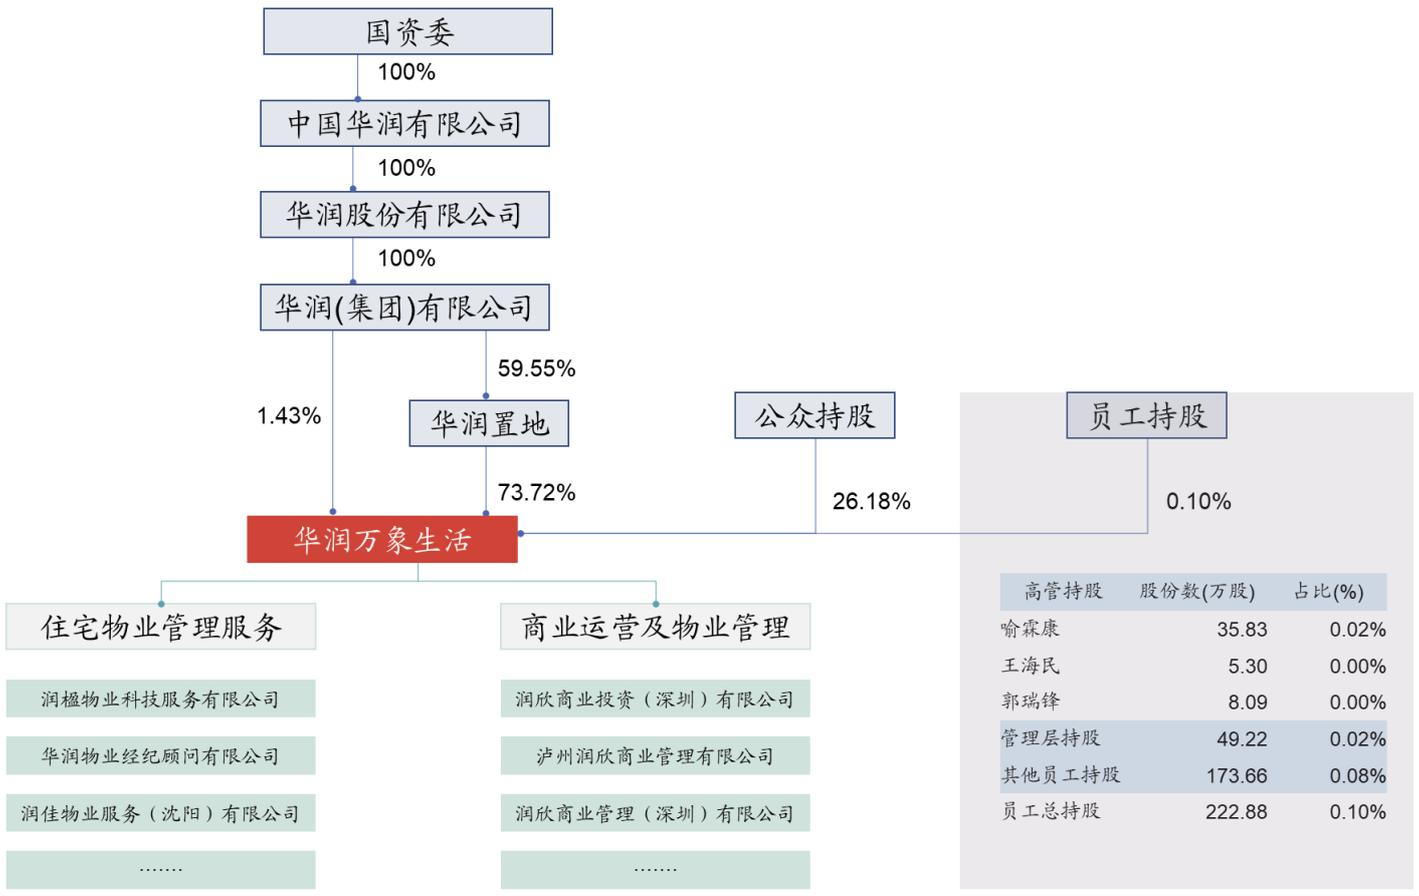 国资委
100%
中国华润有限公司
100%
华润股份有限公司
100%
华润(集团)有限公司
59.55%
1.43%
华润置地
公众持股
员工持股
73.72%
26.18%
0.10%
华润万象生活
住宅物业管理服务
商业运营及物业管理
润楹物业科技服务有限公司
华润物业经纪顾问有限公司
润佳物业服务（沈阳）有限公司
·······
润欣商业投资（深圳）有限公司
泸州润欣商业管理有限公司
润欣商业管理（深圳）有限公司
·······
高管持股 股份数(万股) 占比(%)
喻霖康 35.83 0.02%
王海民 5.30 0.00%
郭瑞锋 8.09 0.00%
管理层持股 49.22 0.02%
其他员工持股 173.66 0.08%
员工总持股 222.88 0.10%